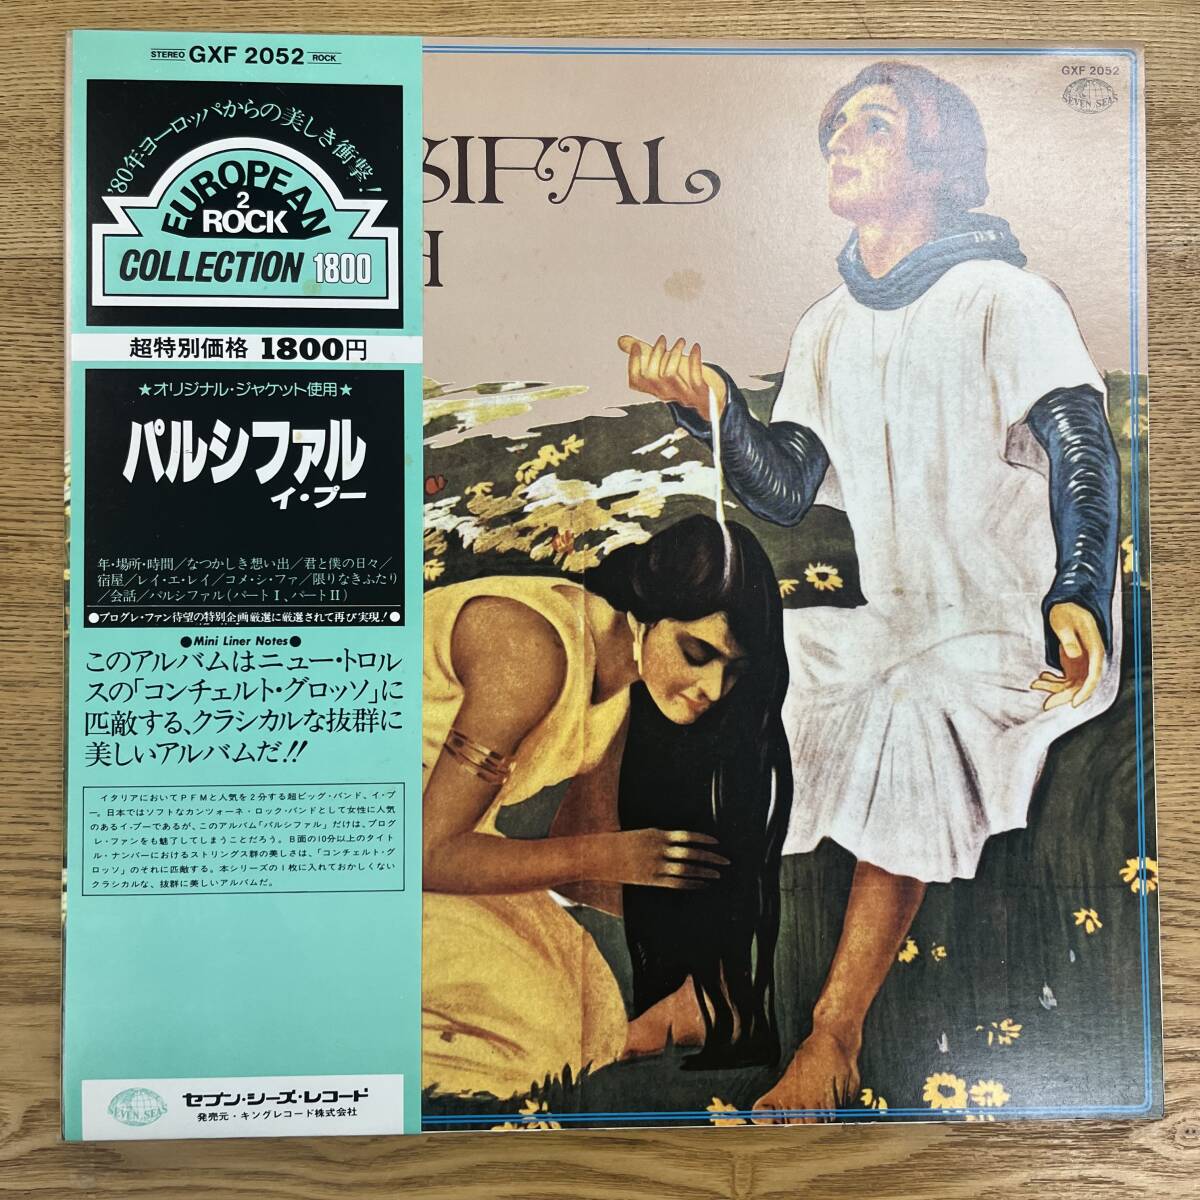 STEREO GXF 2052 ROCK
'80年ヨーロッパからの美しき衝撃!
EUROPEAN
2
ROCK
COLLECTION 1800
超特別価格 1800円
★オリジナル・ジャケット使用★
パルシファル
イ・プー
年・場所・時間/なつかしき想い出/君と僕の日々/
宿屋/レイ・エ・レイ/コメ・シ・ファ/限りなきふたり
/会話/パルシファル(パートⅠ、パートⅡ)
●プログレ・ファン待望の特別企画厳選に厳選されて再び実現!●
●Mini Liner Notes●
このアルバムはニュー・トロル
スの「コンチェルト・グロッソ」に
匹敵する、クラシカルな抜群に
美しいアルバムだ!!
イタリアにおいてPFMと人気を2分する超ビッグ・バンド、イ・プ
ー。日本ではソフトなカンツォーネ・ロック・バンドとして女性に人気
のあるイ・プーであるが、このアルバム「パルシファル」だけは、プログ
レ・ファンをも魅了してしまうことだろう。B面の10分以上のタイト
ル・ナンバーにおけるストリングス群の美しさは、「コンチェルト・グ
ロッソ」のそれに匹敵する。本シリーズの1枚に入れておかしくない
クラシカルな、抜群に美しいアルバムだ。
SEVEN SEAS
セブン・シーズ・レコード
発売元・キングレコード株式会社
SIFAL
H
GXF 2052
SEVEN SEAS